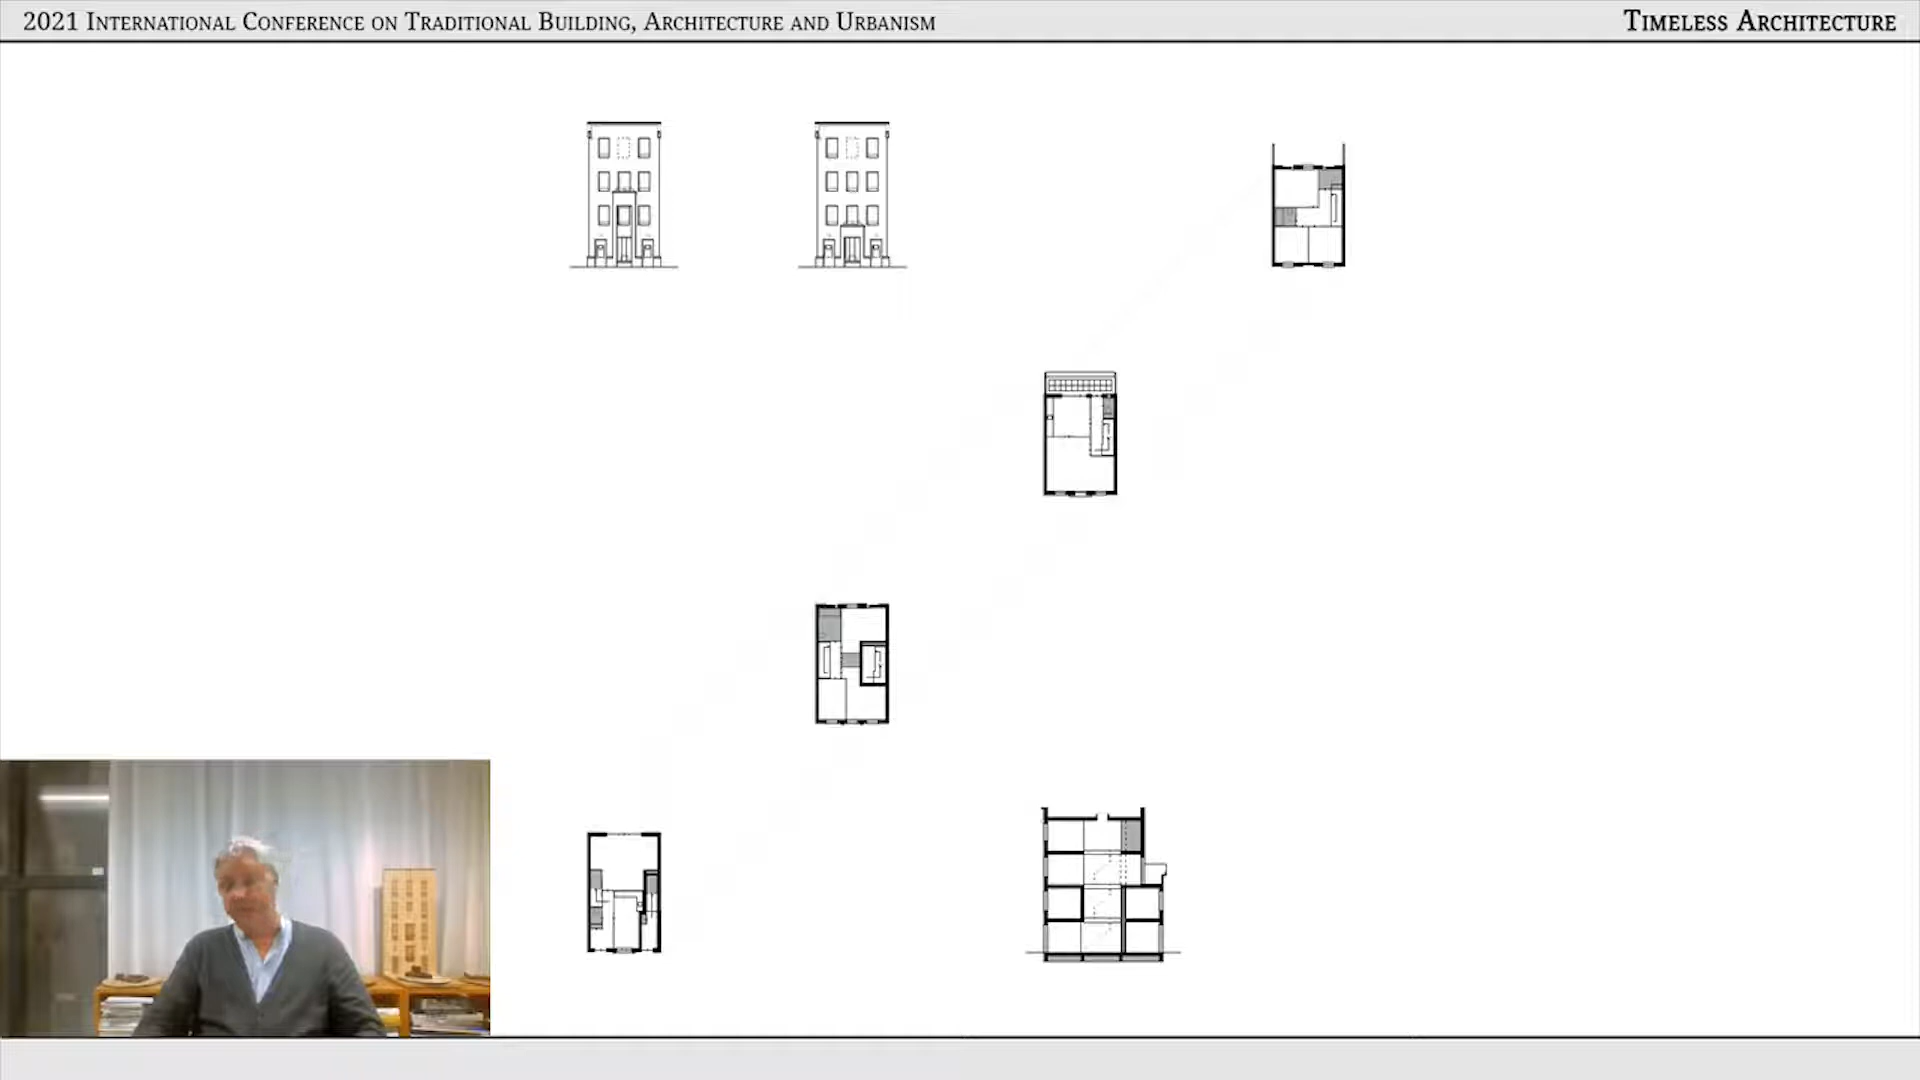 2021 International Conference on Traditional Building, Architecture and Urbanism
Timeless Architecture